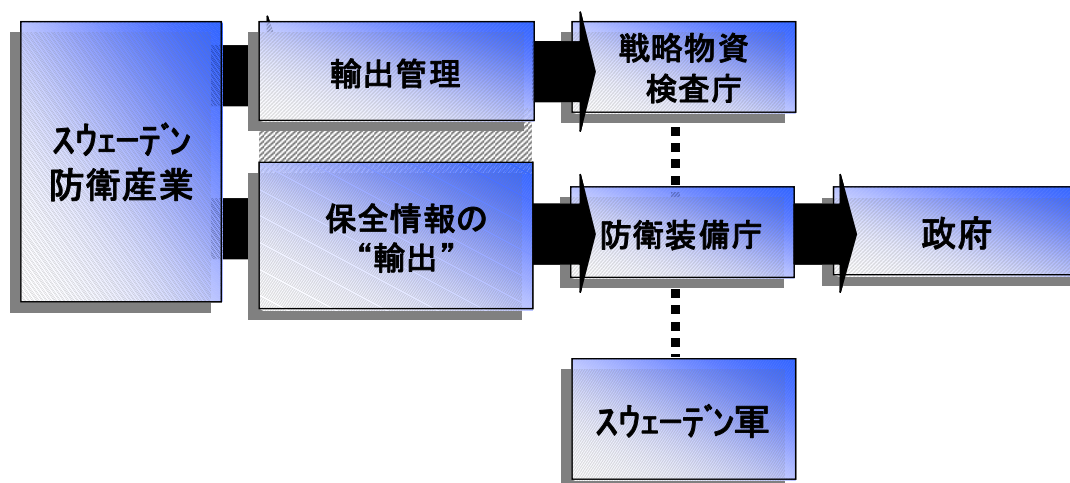 スウェーデン
防衛産業
輸出管理
戦略物資
検査庁
保全情報の
“輸出”
防衛装備庁
政府
スウェーデン軍